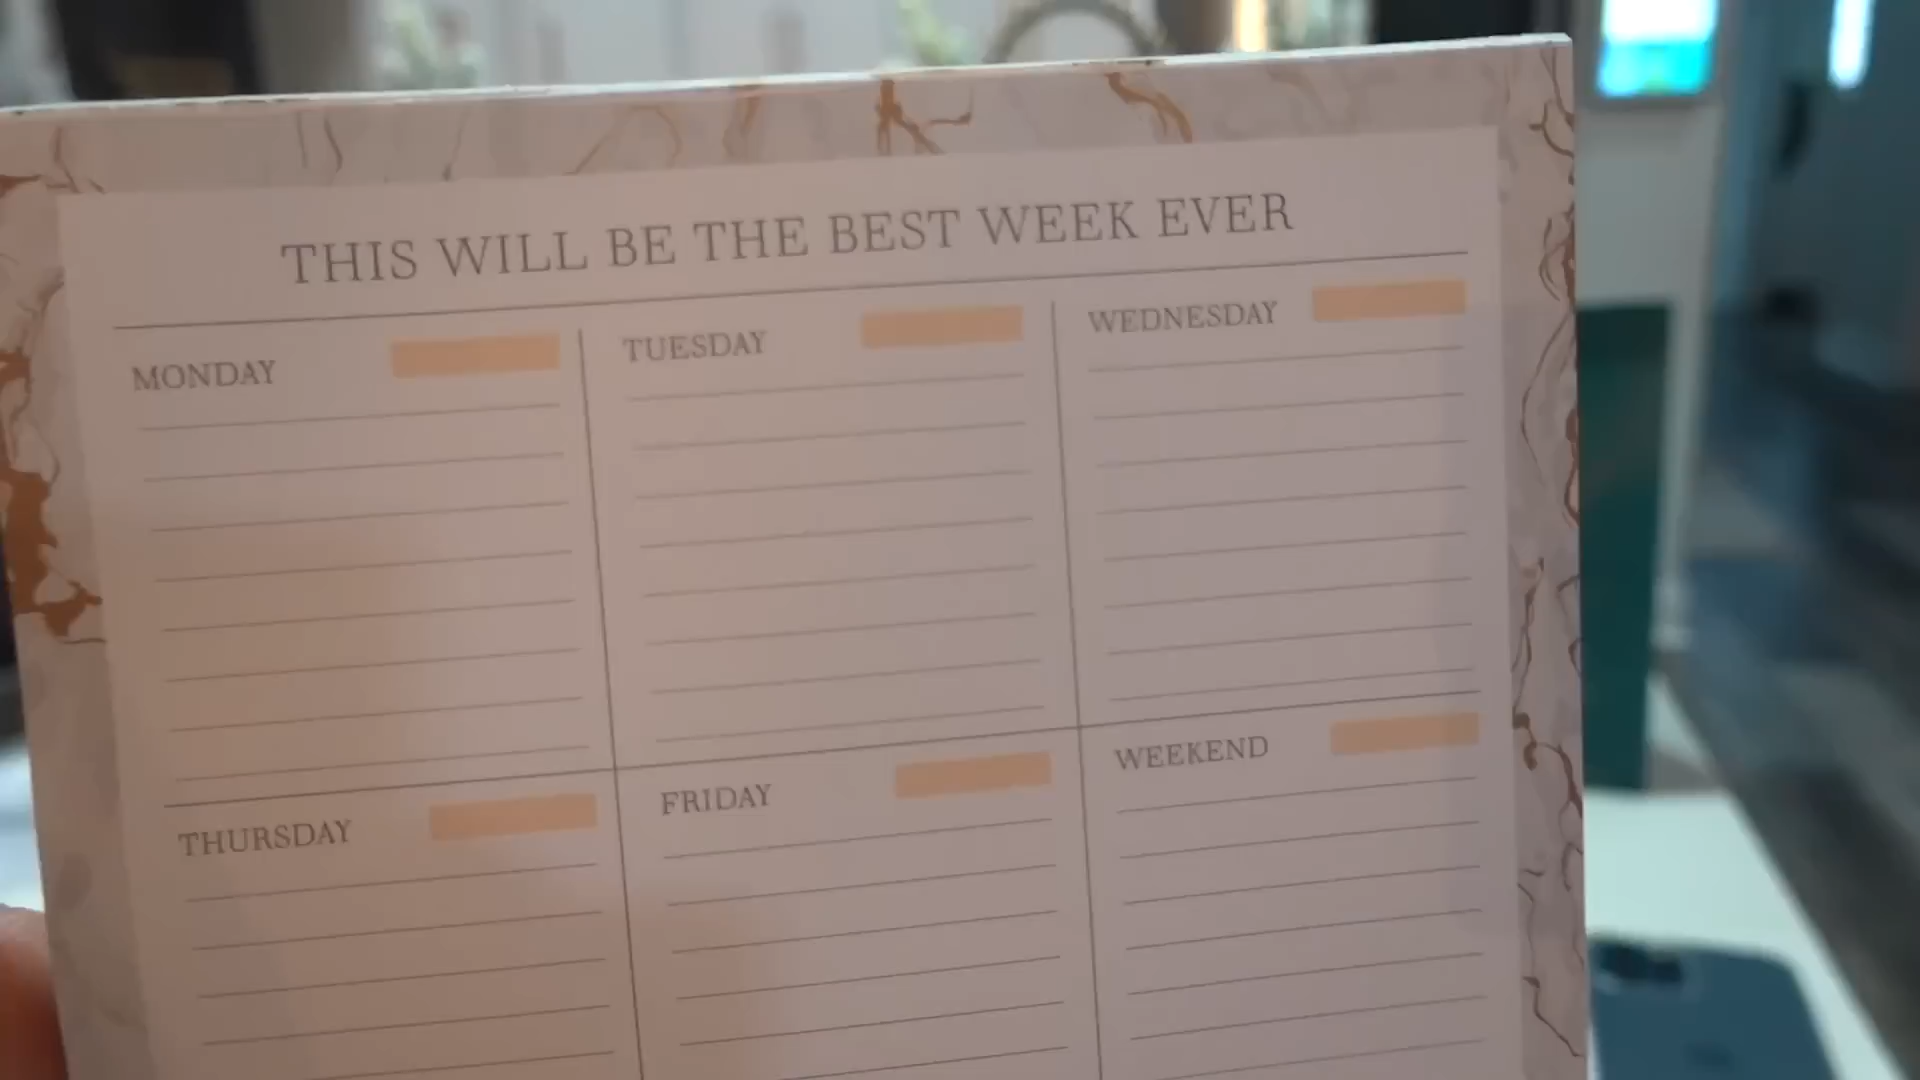 THIS WILL BE THE BEST WEEK EVER
MONDAY
TUESDAY
WEDNESDAY
THURSDAY
FRIDAY
WEEKEND